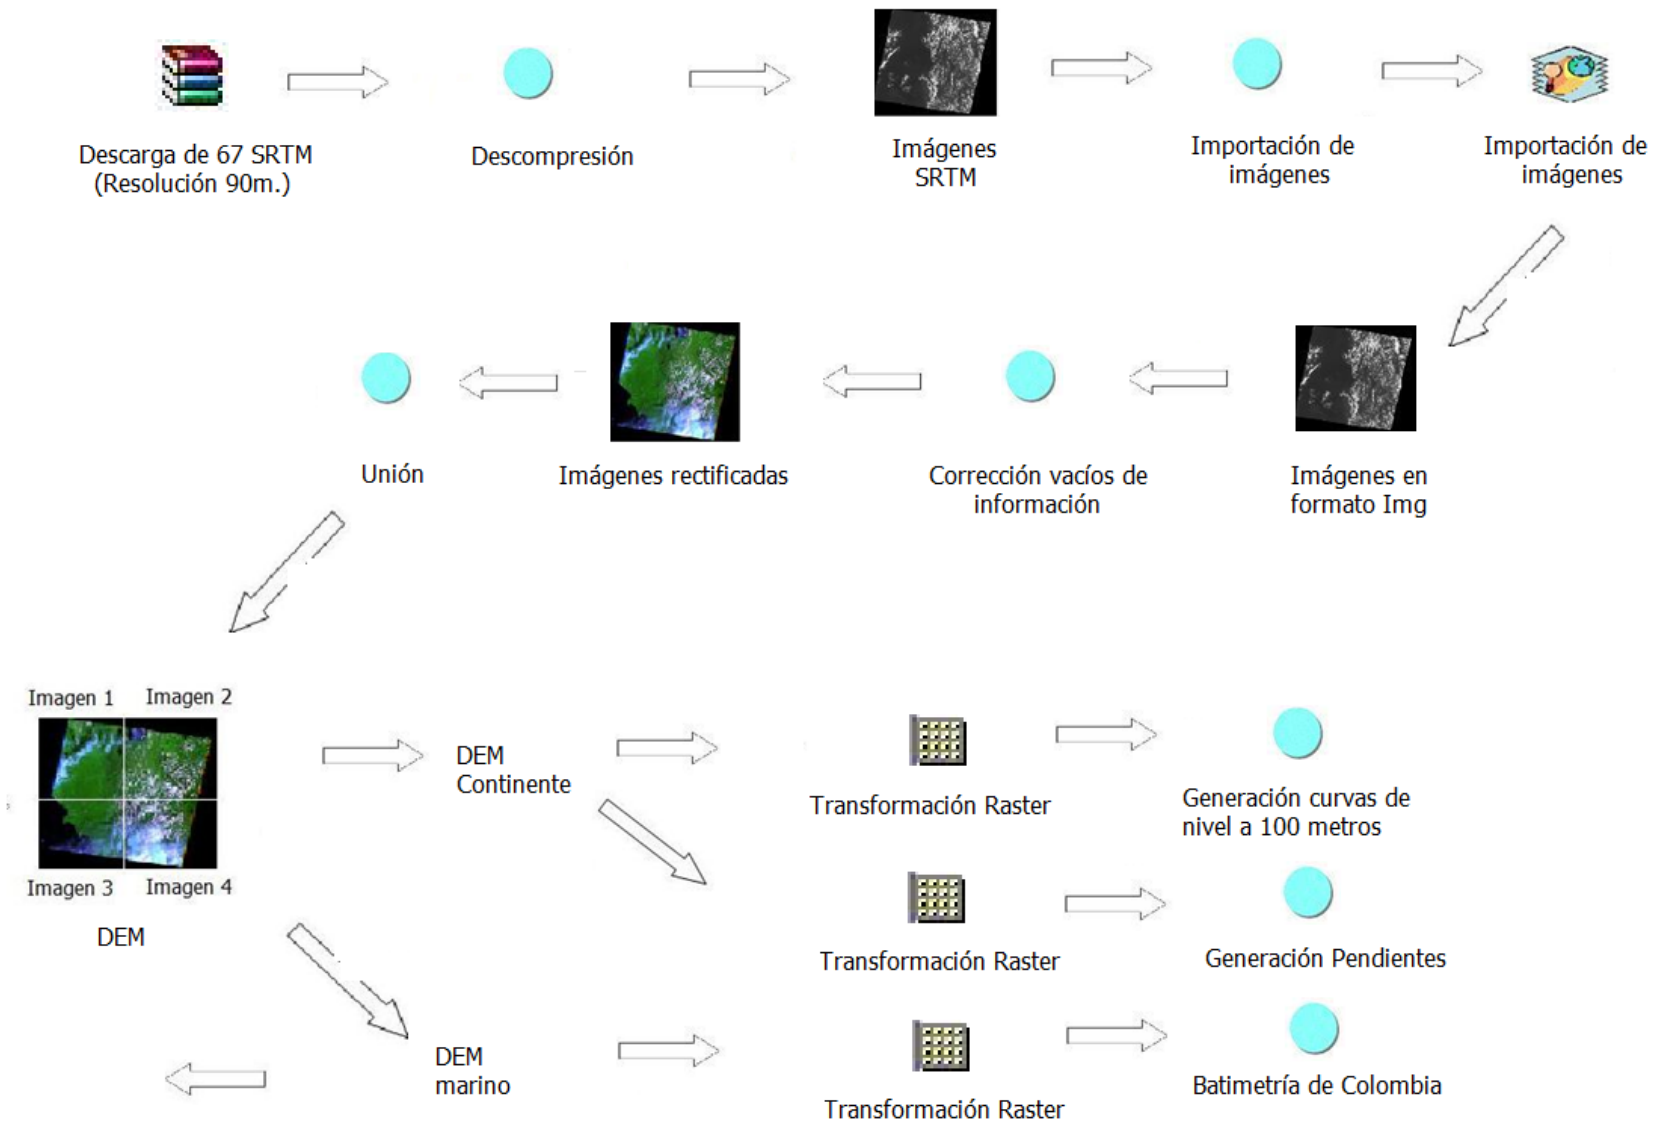 Descarga de 67 SRTM
(Resolución 90m.)
Descompresión
Imágenes
SRTM
Importación de
imágenes
Importación de
imágenes
Unión
Imágenes rectificadas
Corrección vacíos de
información
Imágenes en
formato Img
Imagen 1
Imagen 2
Imagen 3
Imagen 4
DEM
DEM
Continente
Transformación Raster
Generación curvas de
nivel a 100 metros
Transformación Raster
Generación Pendientes
DEM
marino
Transformación Raster
Batimetría de Colombia